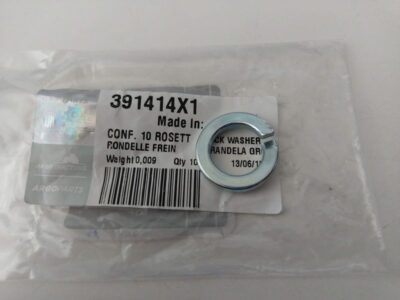 391414X1
Made In:
CONF. 10 ROSETT CK WASHER
RONDELLE FREIN RANDELA GR
Weight 0,009 Qty 10 13/06/1
AGCOPARTS